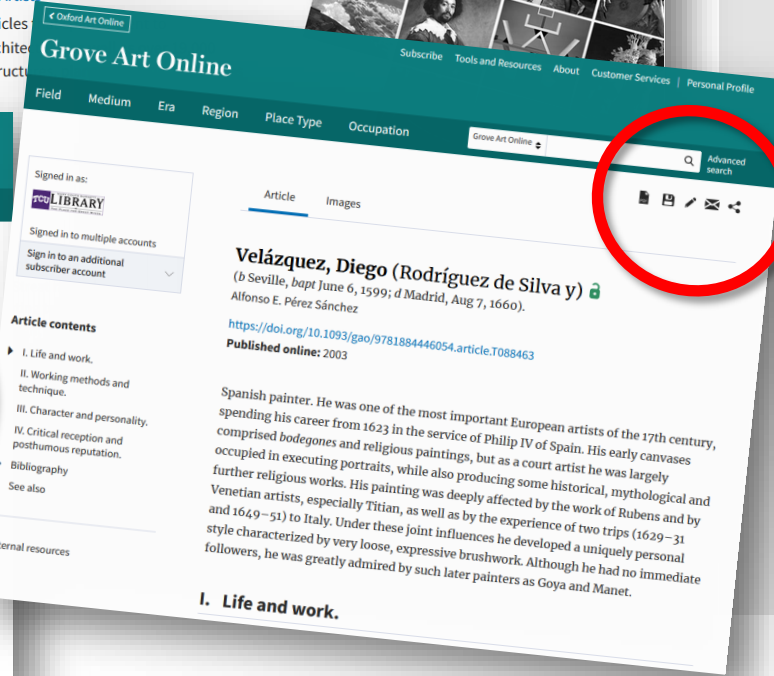 icles
chite
ructu
Oxford Art Online
Grove Art Online
Subscribe Tools and Resources About Customer Services | Personal Profile
Field Medium Era Region Place Type Occupation
Grove Art Online
Advanced
search
Signed in as:
TCU LIBRARY
Signed in to multiple accounts
Sign in to an additional
subscriber account
Article contents
I. Life and work.
II. Working methods and
technique.
III. Character and personality.
IV. Critical reception and
posthumous reputation.
Bibliography
See also
ternal resources
Article Images
Velázquez, Diego (Rodríguez de Silva y)
(b Seville, bapt June 6, 1599; d Madrid, Aug 7, 1660).
Alfonso E. Pérez Sánchez
https://doi.org/10.1093/gao/9781884446054.article.T088463
Published online: 2003
Spanish painter. He was one of the most important European artists of the 17th century,
spending his career from 1623 in the service of Philip IV of Spain. His early canvases
comprised bodegones and religious paintings, but as a court artist he was largely
occupied in executing portraits, while also producing some historical, mythological and
further religious works. His painting was deeply affected by the work of Rubens and by
Venetian artists, especially Titian, as well as by the experience of two trips (1629–31
and 1649–51) to Italy. Under these joint influences he developed a uniquely personal
style characterized by very loose, expressive brushwork. Although he had no immediate
followers, he was greatly admired by such later painters as Goya and Manet.
I. Life and work.